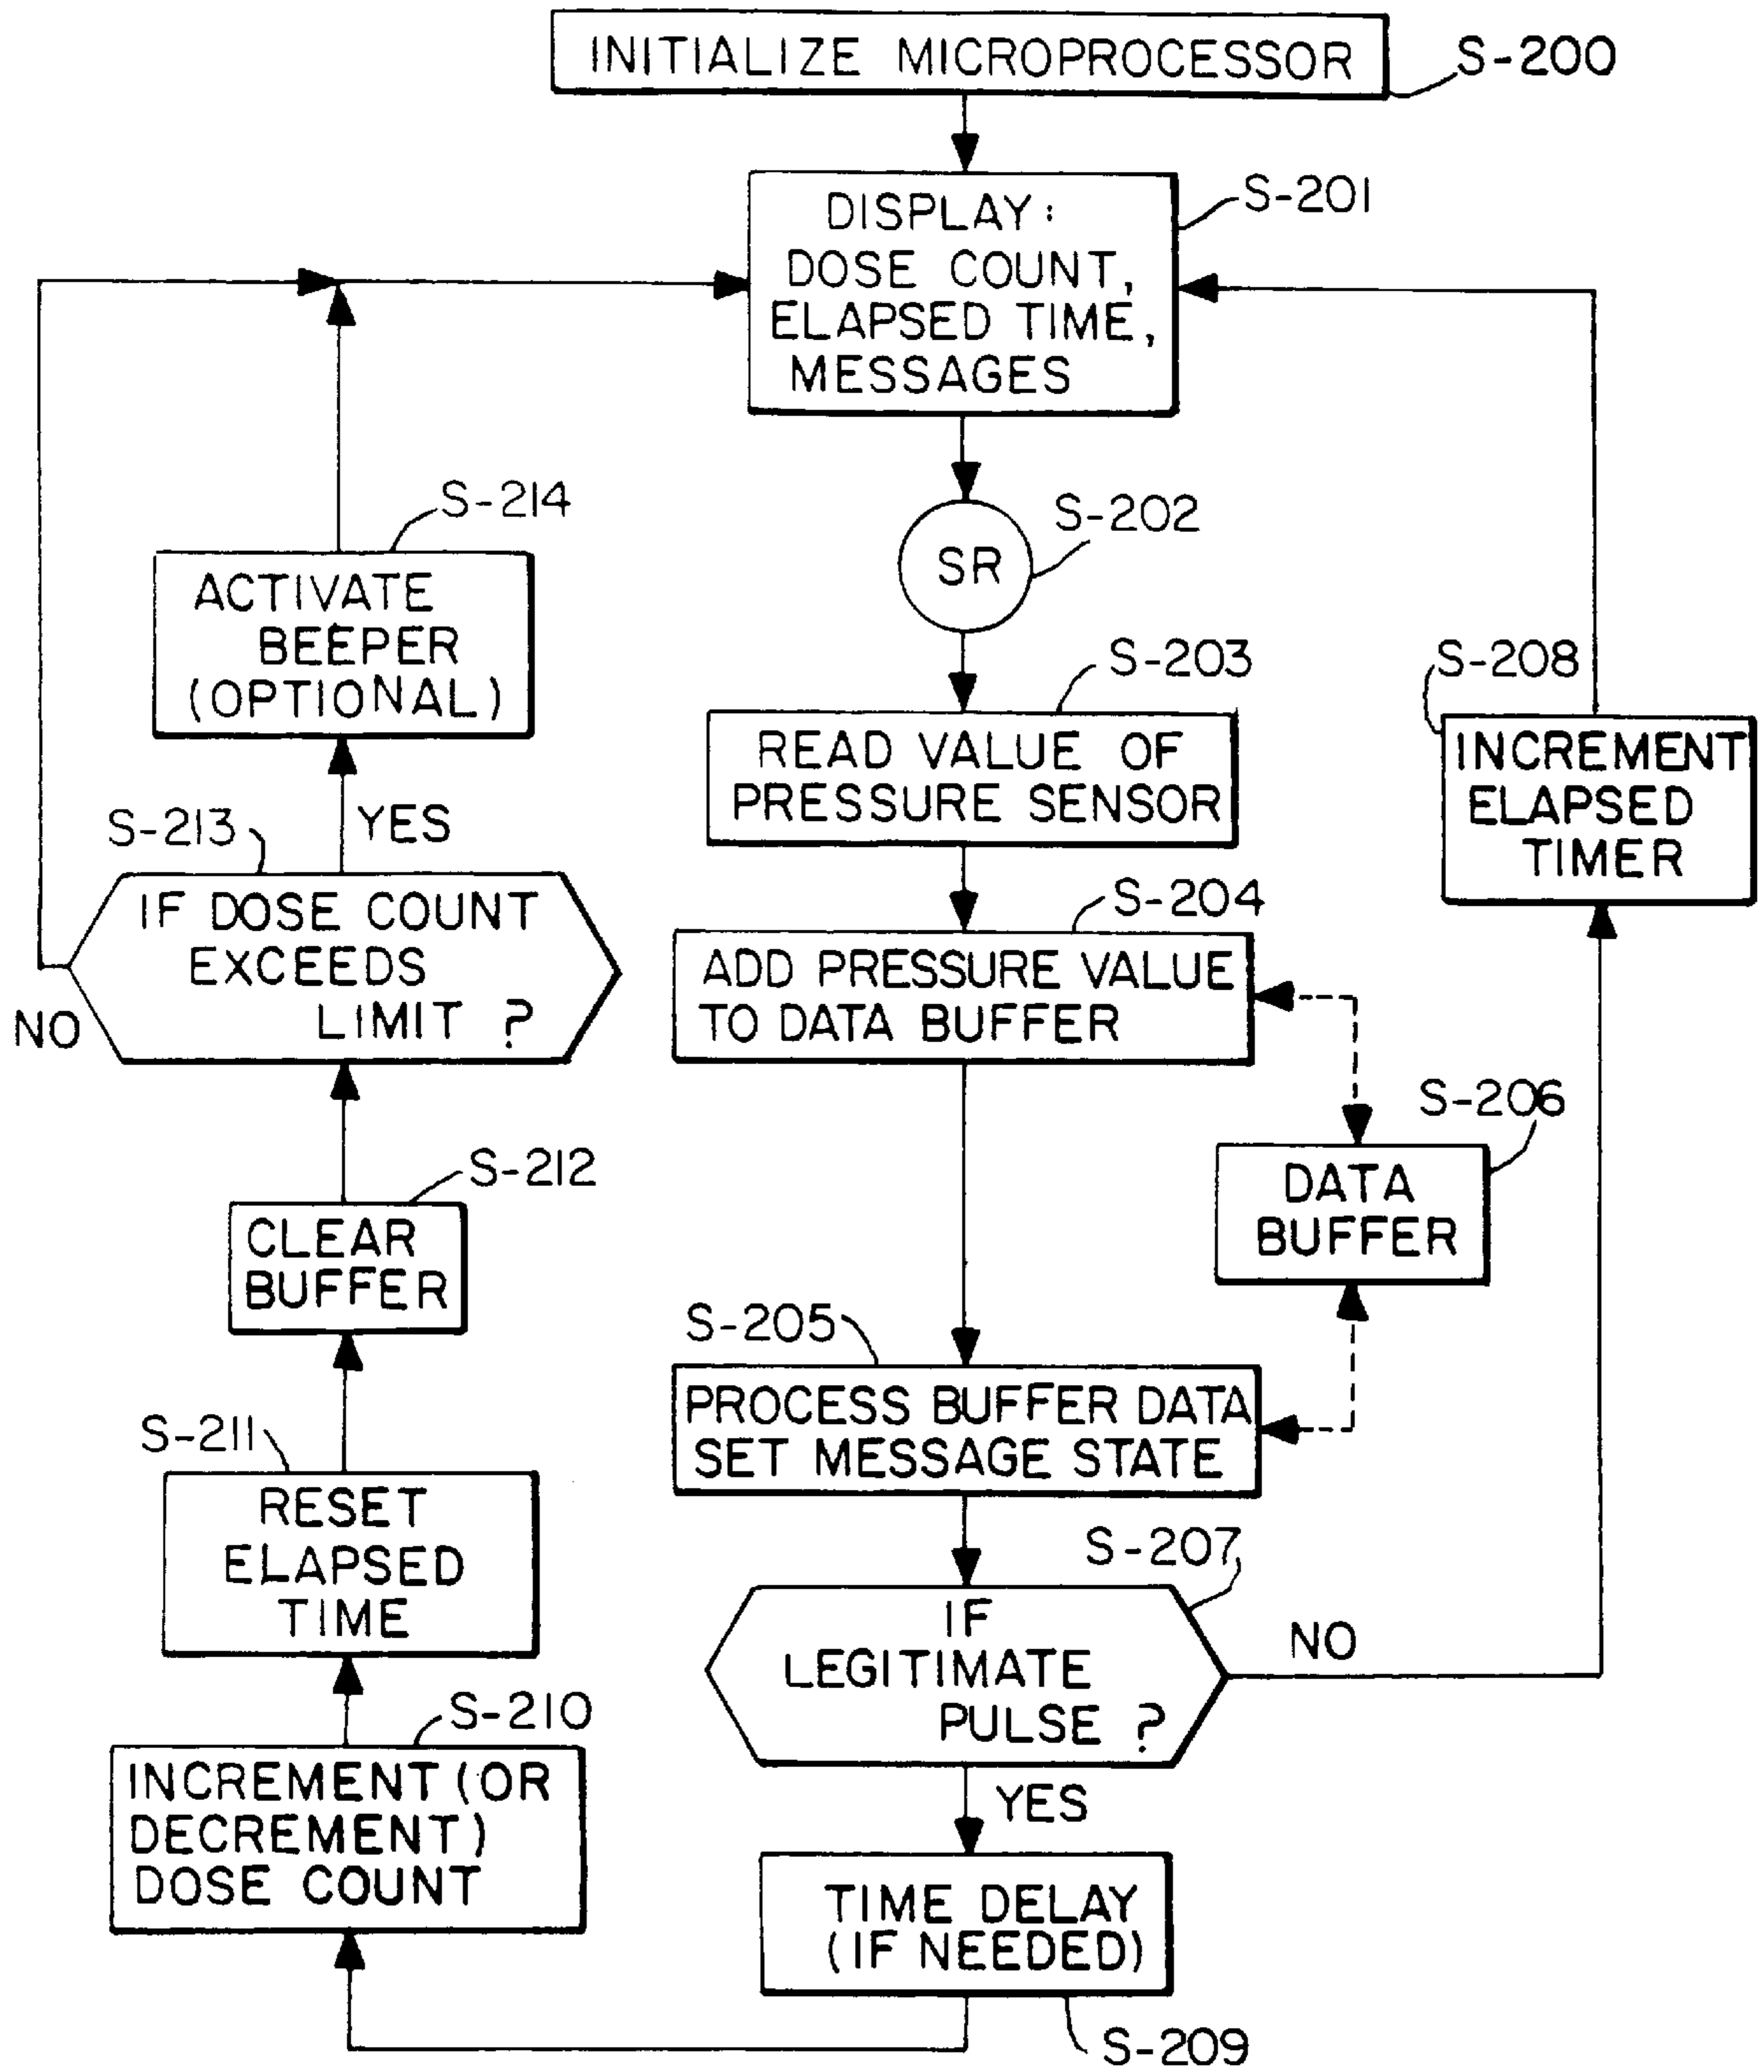 INITIALIZE MICROPROCESSOR
S-200
DISPLAY:
DOSE COUNT,
ELAPSED TIME,
MESSAGES
S-201
SR
S-202
READ VALUE OF
PRESSURE SENSOR
S-203
ADD PRESSURE VALUE
TO DATA BUFFER
S-204
DATA
BUFFER
S-206
S-205
PROCESS BUFFER DATA
SET MESSAGE STATE
S-207
IF
LEGITIMATE
PULSE ?
NO
S-208
INCREMENT
ELAPSED
TIMER
YES
TIME DELAY
(IF NEEDED)
S-209
S-210
INCREMENT (OR
DECREMENT)
DOSE COUNT
S-211
RESET
ELAPSED
TIME
S-212
CLEAR
BUFFER
S-213
IF DOSE COUNT
EXCEEDS
LIMIT ?
NO
YES
S-214
ACTIVATE
BEEPER
(OPTIONAL)